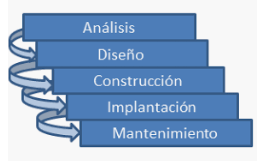 Análisis
Diseño
Construcción
Implantación
Mantenimiento